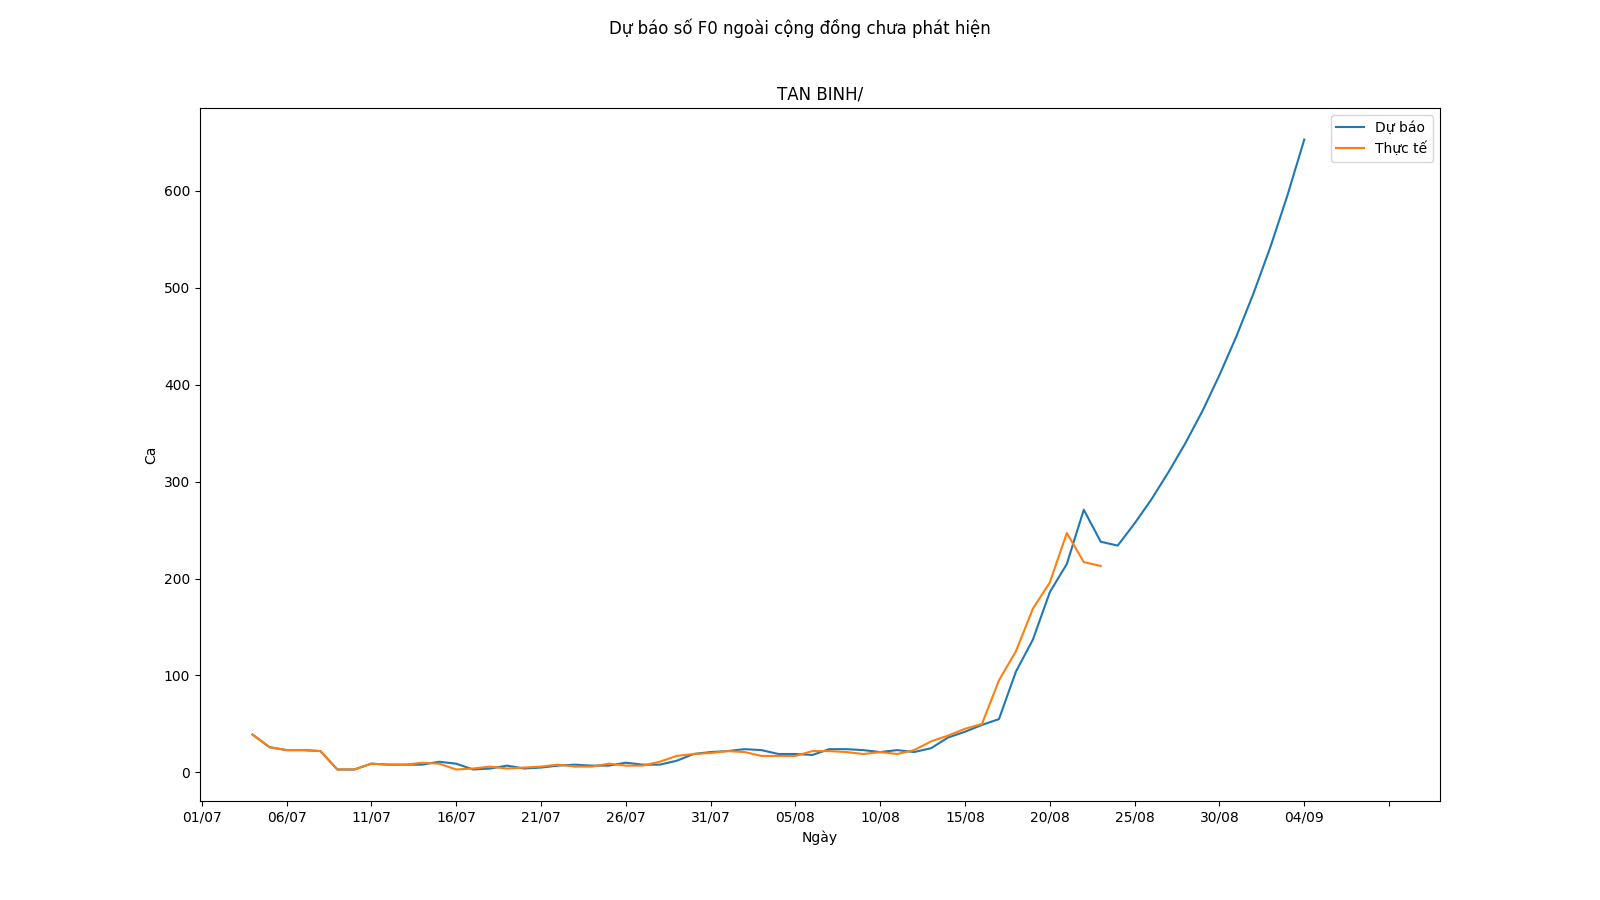 Dự báo số F0 ngoài cộng đồng chưa phát hiện
TAN BINH/
Dự báo
Thực tế
600
500
400
300
200
100
0
Ca
01/07 06/07 11/07 16/07 21/07 26/07 31/07 05/08 10/08 15/08 20/08 25/08 30/08 04/09
Ngày